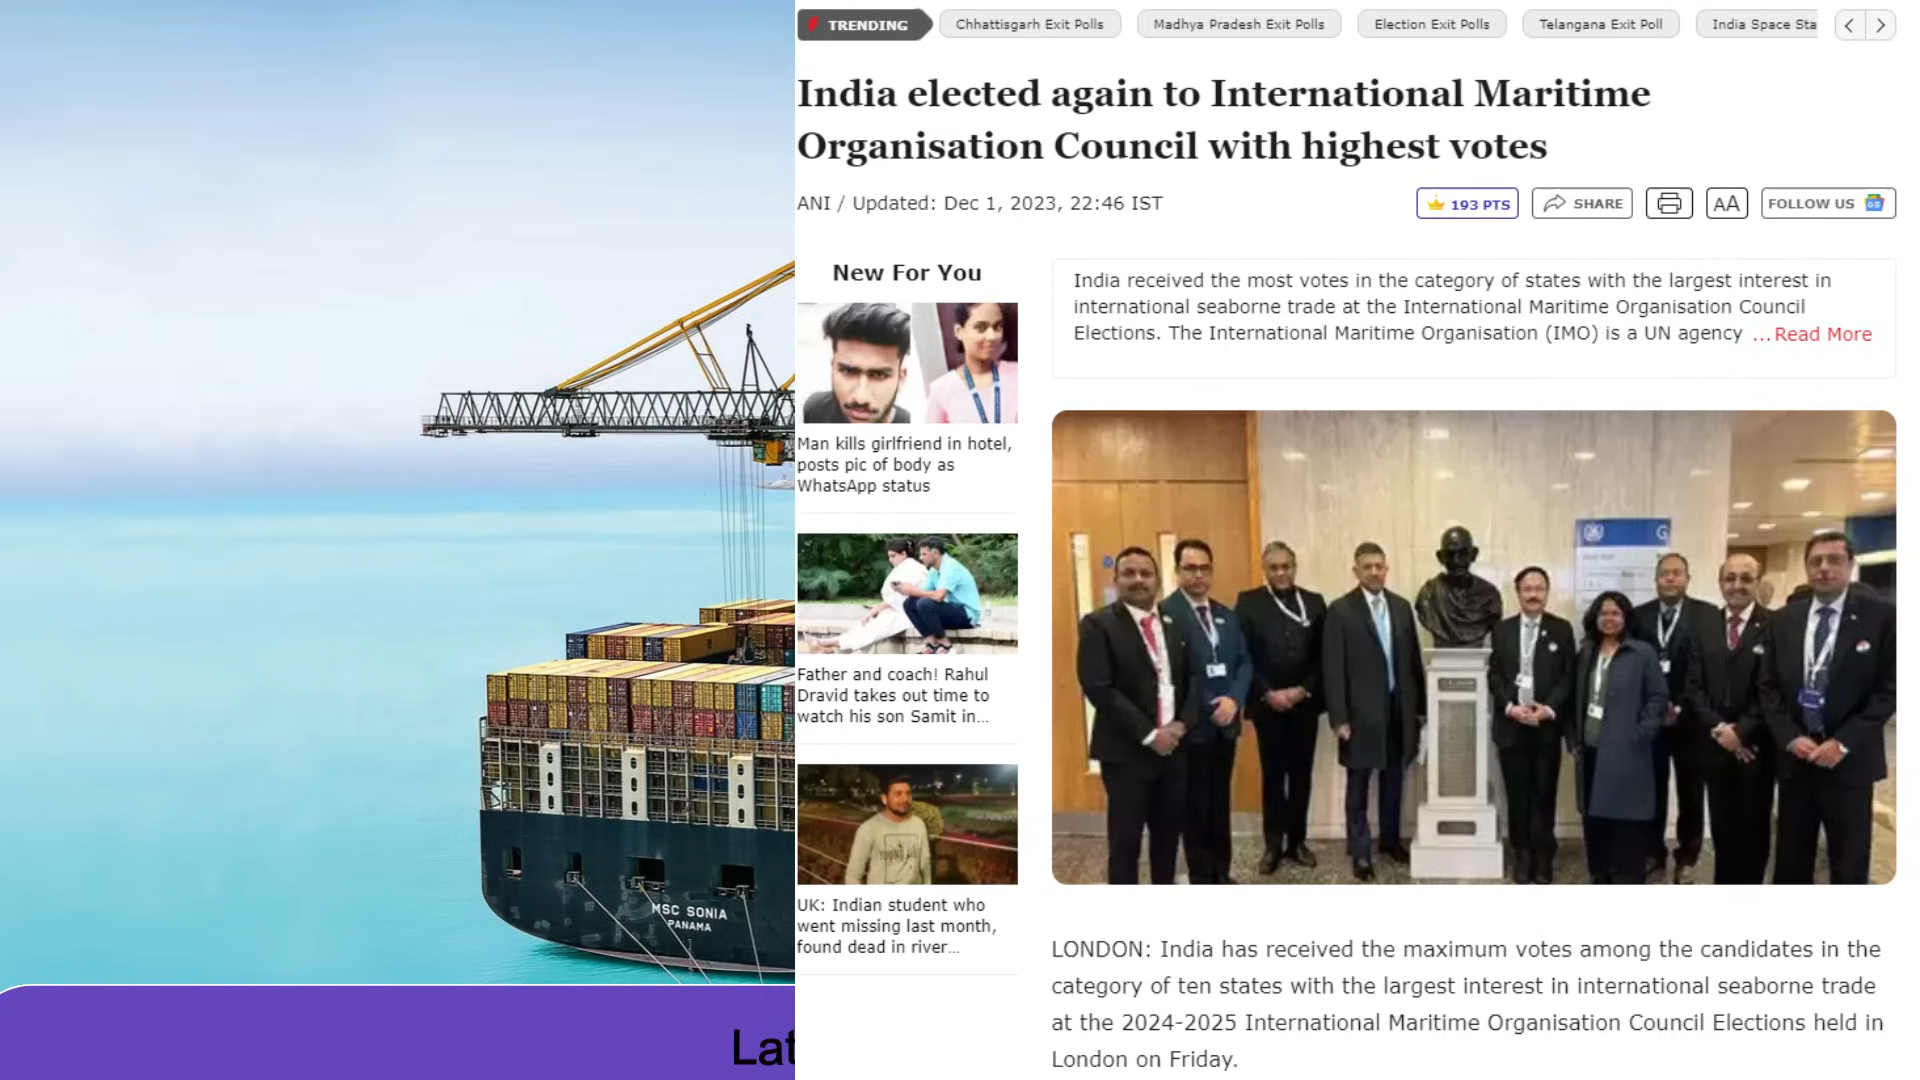 TRENDING
Chhattisgarh Exit Polls
Madhya Pradesh Exit Polls
Election Exit Polls
Telangana Exit Poll
India Space Sta
India elected again to International Maritime
Organisation Council with highest votes
ANI / Updated: Dec 1, 2023, 22:46 IST
193 PTS
SHARE
AA
FOLLOW US
New For You
Man kills girlfriend in hotel,
posts pic of body as
WhatsApp status
Father and coach! Rahul
Dravid takes out time to
watch his son Samit in...
UK: Indian student who
went missing last month,
found dead in river...
India received the most votes in the category of states with the largest interest in
international seaborne trade at the International Maritime Organisation Council
Elections. The International Maritime Organisation (IMO) is a UN agency ... Read More
G
LONDON: India has received the maximum votes among the candidates in the
category of ten states with the largest interest in international seaborne trade
at the 2024-2025 International Maritime Organisation Council Elections held in
London on Friday.
MSC SONIA
PANAMA
Lat